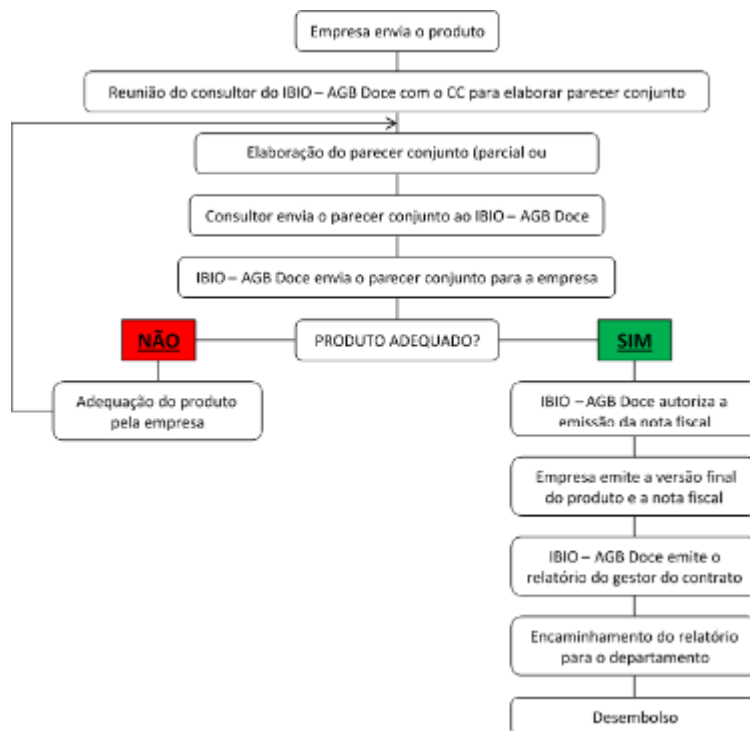 Empresa envia o produto
Reunião do consultor do IBIO – AGB Doce com o CC para elaborar parecer conjunto
Elaboração do parecer conjunto (parcial ou
Consultor envia o parecer conjunto ao IBIO – AGB Doce
IBIO – AGB Doce envia o parecer conjunto para a empresa
NÃO
PRODUTO ADEQUADO?
SIM
Adequação do produto
pela empresa
IBIO – AGB Doce autoriza a
emissão da nota fiscal
Empresa emite a versão final
do produto e a nota fiscal
IBIO – AGB Doce emite o
relatório do gestor do contrato
Encaminhamento do relatório
para o departamento
Desembolso